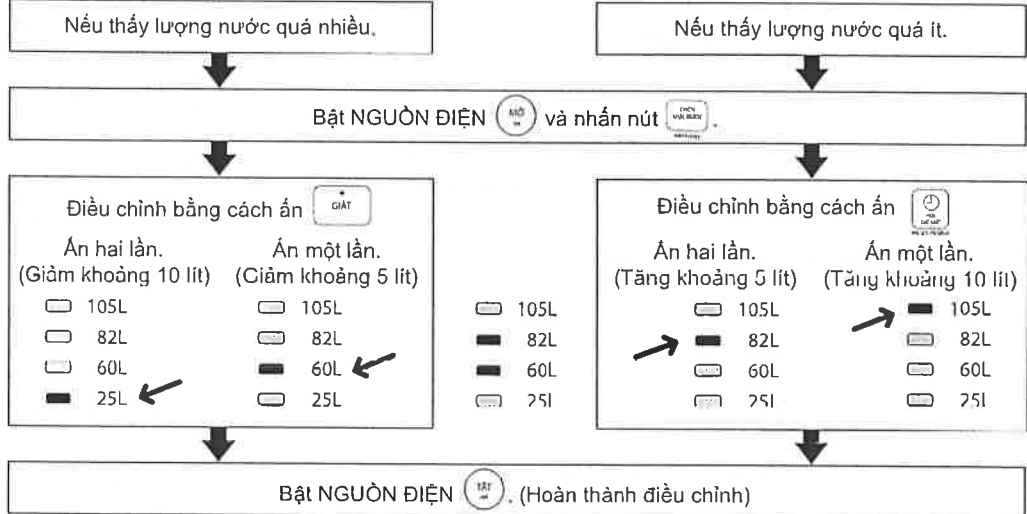 Nếu thấy lượng nước quá nhiều.
Nếu thấy lượng nước quá ít.
Bật NGUỒN ĐIỆN MỞ và nhấn nút .
Điều chỉnh bằng cách ấn GIẶT
Ấn hai lần.
(Giảm khoảng 10 lít)
105L
82L
60L
25L
Ấn một lần.
(Giảm khoảng 5 lít)
105L
82L
60L
25L
105L
82L
60L
25L
Điều chỉnh bằng cách ấn
Ấn hai lần.
(Tăng khoảng 5 lít)
105L
82L
60L
25L
Ấn một lần.
(Tăng khoảng 10 lít)
105L
82L
60L
25L
Bật NGUỒN ĐIỆN TẮT . (Hoàn thành điều chỉnh)